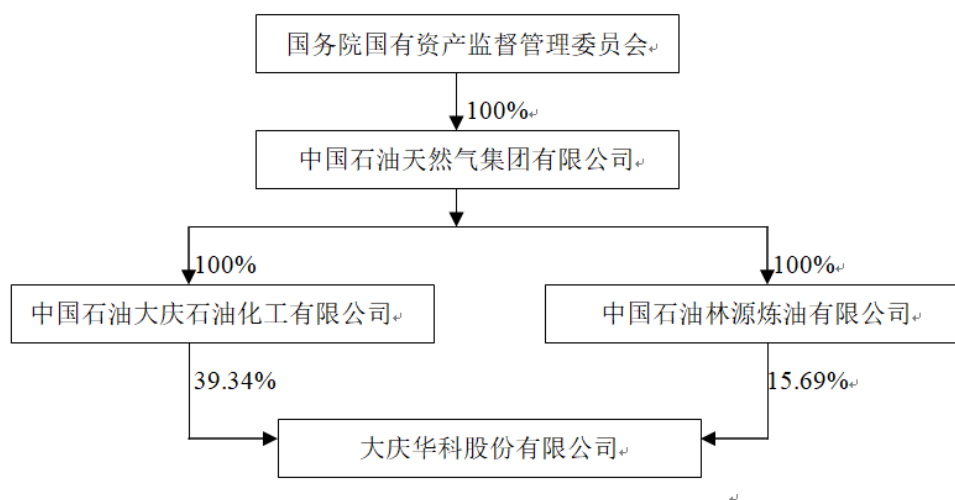 国务院国有资产监督管理委员会
100%
中国石油天然气集团有限公司
100%
100%
中国石油大庆石油化工有限公司
中国石油林源炼油有限公司
39.34%
15.69%
大庆华科股份有限公司